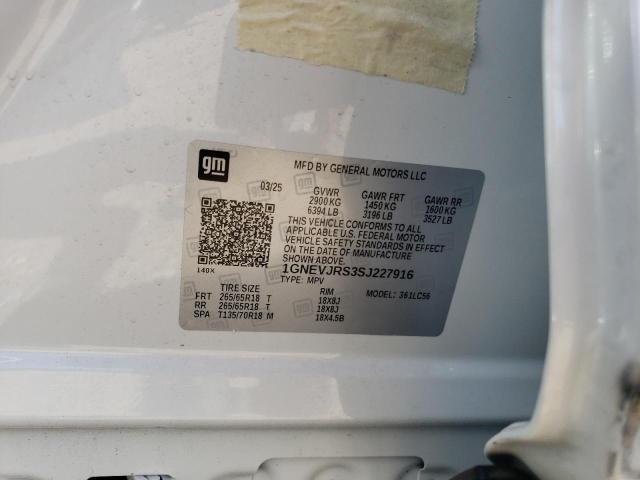 gm
MFD BY GENERAL MOTORS LLC
03/25 GVWR GAWR FRT GAWR RR
2900 KG 1450 KG 1600 KG
6394 LB 3196 LB 3527 LB
THIS VEHICLE CONFORMS TO ALL
APPLICABLE U.S. FEDERAL MOTOR
VEHICLE SAFETY STANDARDS IN EFFECT
ON THE DATE OF MANUFACTURE
SHOWN ABOVE.
140X 1GNEVJRS3SJ227916
TYPE: MPV
TIRE SIZE RIM MODEL: 361LC56
FRT 265/65R18 T 18X8J
RR 265/65R18 T 18X8J
SPA T135/70R18 M 18X4.5B